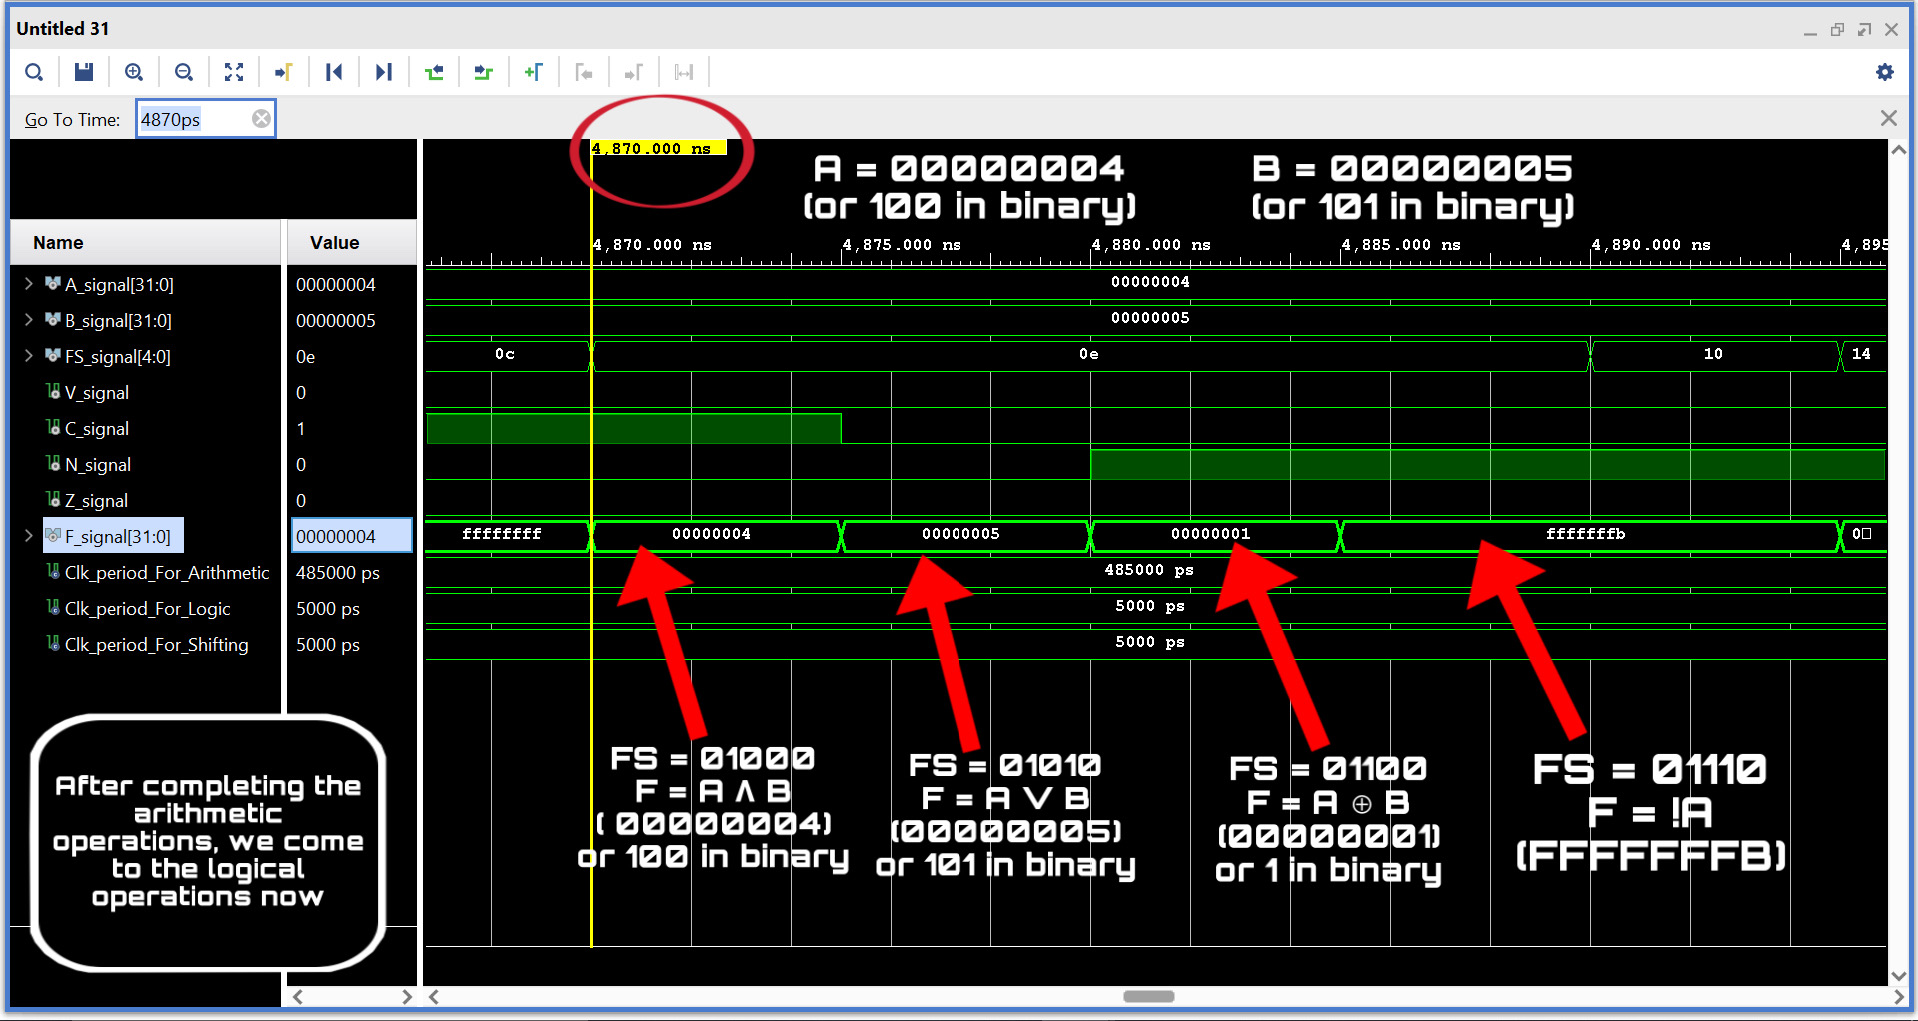 Untitled 31
Go To Time: 4870ps
4,870.000 ns
A = 00000004
(or 100 in binary)
B = 00000005
(or 101 in binary)
Name Value
4,870.000 ns 4,875.000 ns 4,880.000 ns 4,885.000 ns 4,890.000 ns 4,895
A_signal[31:0] 00000004 00000004
B_signal[31:0] 00000005 00000005
FS_signal[4:0] 0e 0c 0e 10 14
V_signal 0
C_signal 1
N_signal 0
Z_signal 0
F_signal[31:0] 00000004 ffffffff 00000004 00000005 00000001 fffffffb 0
Clk_period_For_Arithmetic 485000 ps 485000 ps
Clk_period_For_Logic 5000 ps 5000 ps
Clk_period_For_Shifting 5000 ps 5000 ps
After completing the
arithmetic
operations, we come
to the logical
operations now
FS = 01000
F = A ∧ B
( 00000004)
or 100 in binary
FS = 01010
F = A ∨ B
(00000005)
or 101 in binary
FS = 01100
F = A ⊕ B
(00000001)
or 1 in binary
FS = 01110
F = !A
(FFFFFFFB)